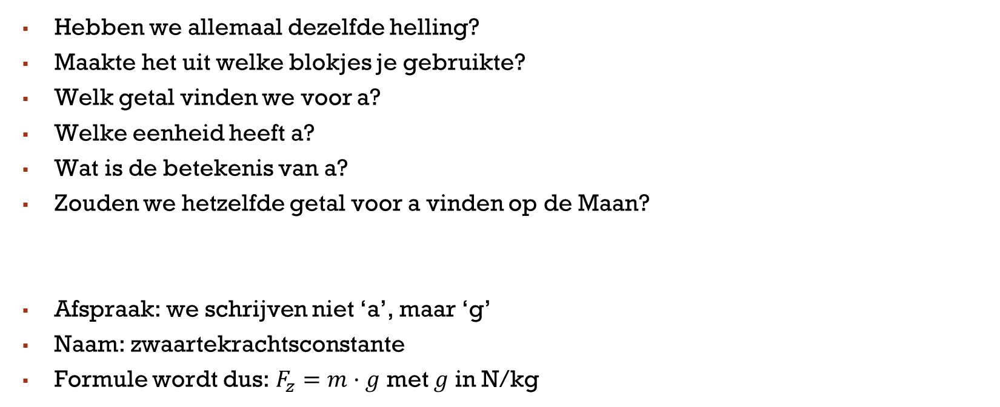 ▪ Hebben we allemaal dezelfde helling?
▪ Maakte het uit welke blokjes je gebruikte?
▪ Welk getal vinden we voor a?
▪ Welke eenheid heeft a?
▪ Wat is de betekenis van a?
▪ Zouden we hetzelfde getal voor a vinden op de Maan?
▪ Afspraak: we schrijven niet ‘a’, maar ‘g’
▪ Naam: zwaartekrachtsconstante
▪ Formule wordt dus: F_z = m · g met g in N/kg